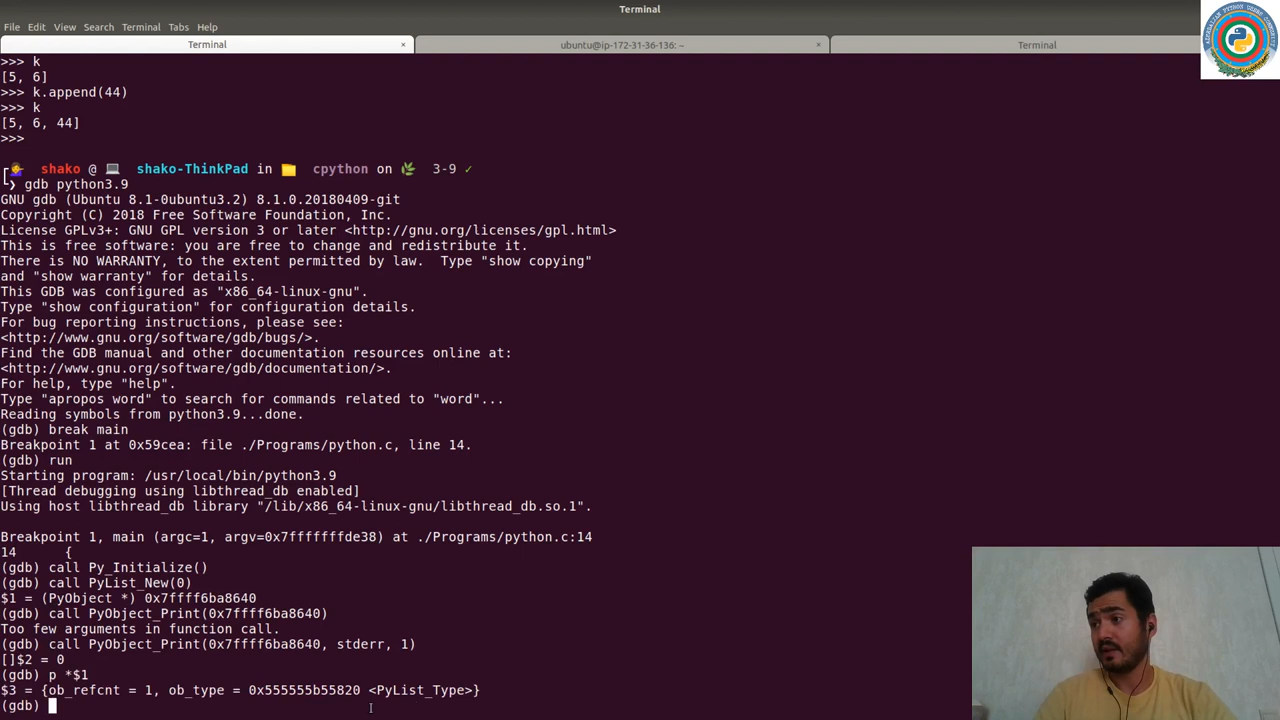 Terminal
File Edit View Search Terminal Tabs Help
Terminal × ubuntu@ip-172-31-36-136: ~ × Terminal
>>> k
[5, 6]
>>> k.append(44)
>>> k
[5, 6, 44]
>>>
shako @ shako-ThinkPad in cpython on 3-9 ✓
❯ gdb python3.9
GNU gdb (Ubuntu 8.1-0ubuntu3.2) 8.1.0.20180409-git
Copyright (C) 2018 Free Software Foundation, Inc.
License GPLv3+: GNU GPL version 3 or later <http://gnu.org/licenses/gpl.html>
This is free software: you are free to change and redistribute it.
There is NO WARRANTY, to the extent permitted by law.  Type "show copying"
and "show warranty" for details.
This GDB was configured as "x86_64-linux-gnu".
Type "show configuration" for configuration details.
For bug reporting instructions, please see:
<http://www.gnu.org/software/gdb/bugs/>.
Find the GDB manual and other documentation resources online at:
<http://www.gnu.org/software/gdb/documentation/>.
For help, type "help".
Type "apropos word" to search for commands related to "word"...
Reading symbols from python3.9...done.
(gdb) break main
Breakpoint 1 at 0x59cea: file ./Programs/python.c, line 14.
(gdb) run
Starting program: /usr/local/bin/python3.9
[Thread debugging using libthread_db enabled]
Using host libthread_db library "/lib/x86_64-linux-gnu/libthread_db.so.1".
Breakpoint 1, main (argc=1, argv=0x7fffffffde38) at ./Programs/python.c:14
14 {
(gdb) call Py_Initialize()
(gdb) call PyList_New(0)
$1 = (PyObject *) 0x7ffff6ba8640
(gdb) call PyObject_Print(0x7ffff6ba8640)
Too few arguments in function call.
(gdb) call PyObject_Print(0x7ffff6ba8640, stderr, 1)
[]$2 = 0
(gdb) p *$1
$3 = {ob_refcnt = 1, ob_type = 0x555555b55820 <PyList_Type>}
(gdb)
AZERBAIJAN PYTHON USERS COMMUNITY